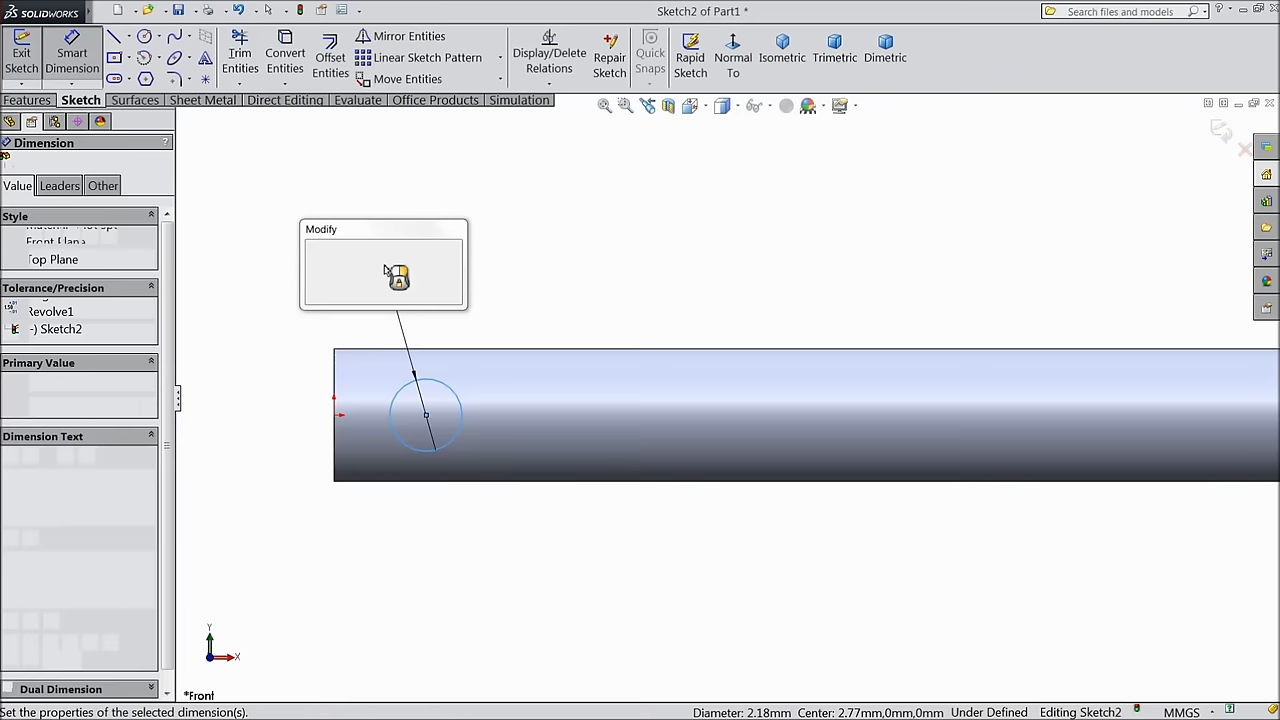 SOLIDWORKS
Sketch2 of Part1 *
Search files and models
Exit Sketch
Smart Dimension
Trim Entities
Convert Entities
Offset Entities
Mirror Entities
Linear Sketch Pattern
Move Entities
Display/Delete Relations
Repair Sketch
Quick Snaps
Rapid Sketch
Normal To
Isometric
Trimetric
Dimetric
Features
Sketch
Surfaces
Sheet Metal
Direct Editing
Evaluate
Office Products
Simulation
Dimension
Value
Leaders
Other
Style
Front Plane
Top Plane
Tolerance/Precision
Revolve1
-) Sketch2
Primary Value
Dimension Text
Dual Dimension
Modify
Y
X
*Front
Set the properties of the selected dimension(s).
Diameter: 2.18mm Center: 2.77mm,0mm,0mm
Under Defined
Editing Sketch2
MMGS